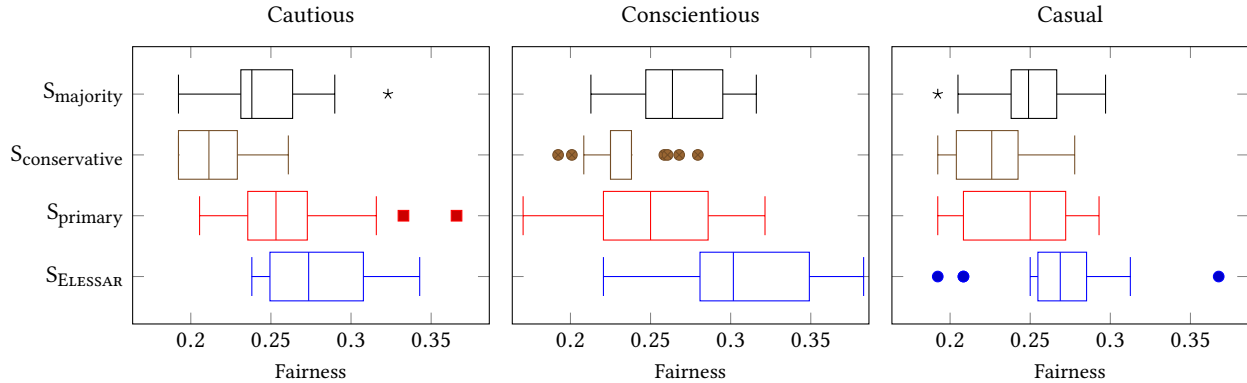 Cautious Conscientious Casual
S_majority
S_conservative
S_primary
S_ELESSAR
0.2 0.25 0.3 0.35 0.2 0.25 0.3 0.35 0.2 0.25 0.3 0.35
Fairness Fairness Fairness